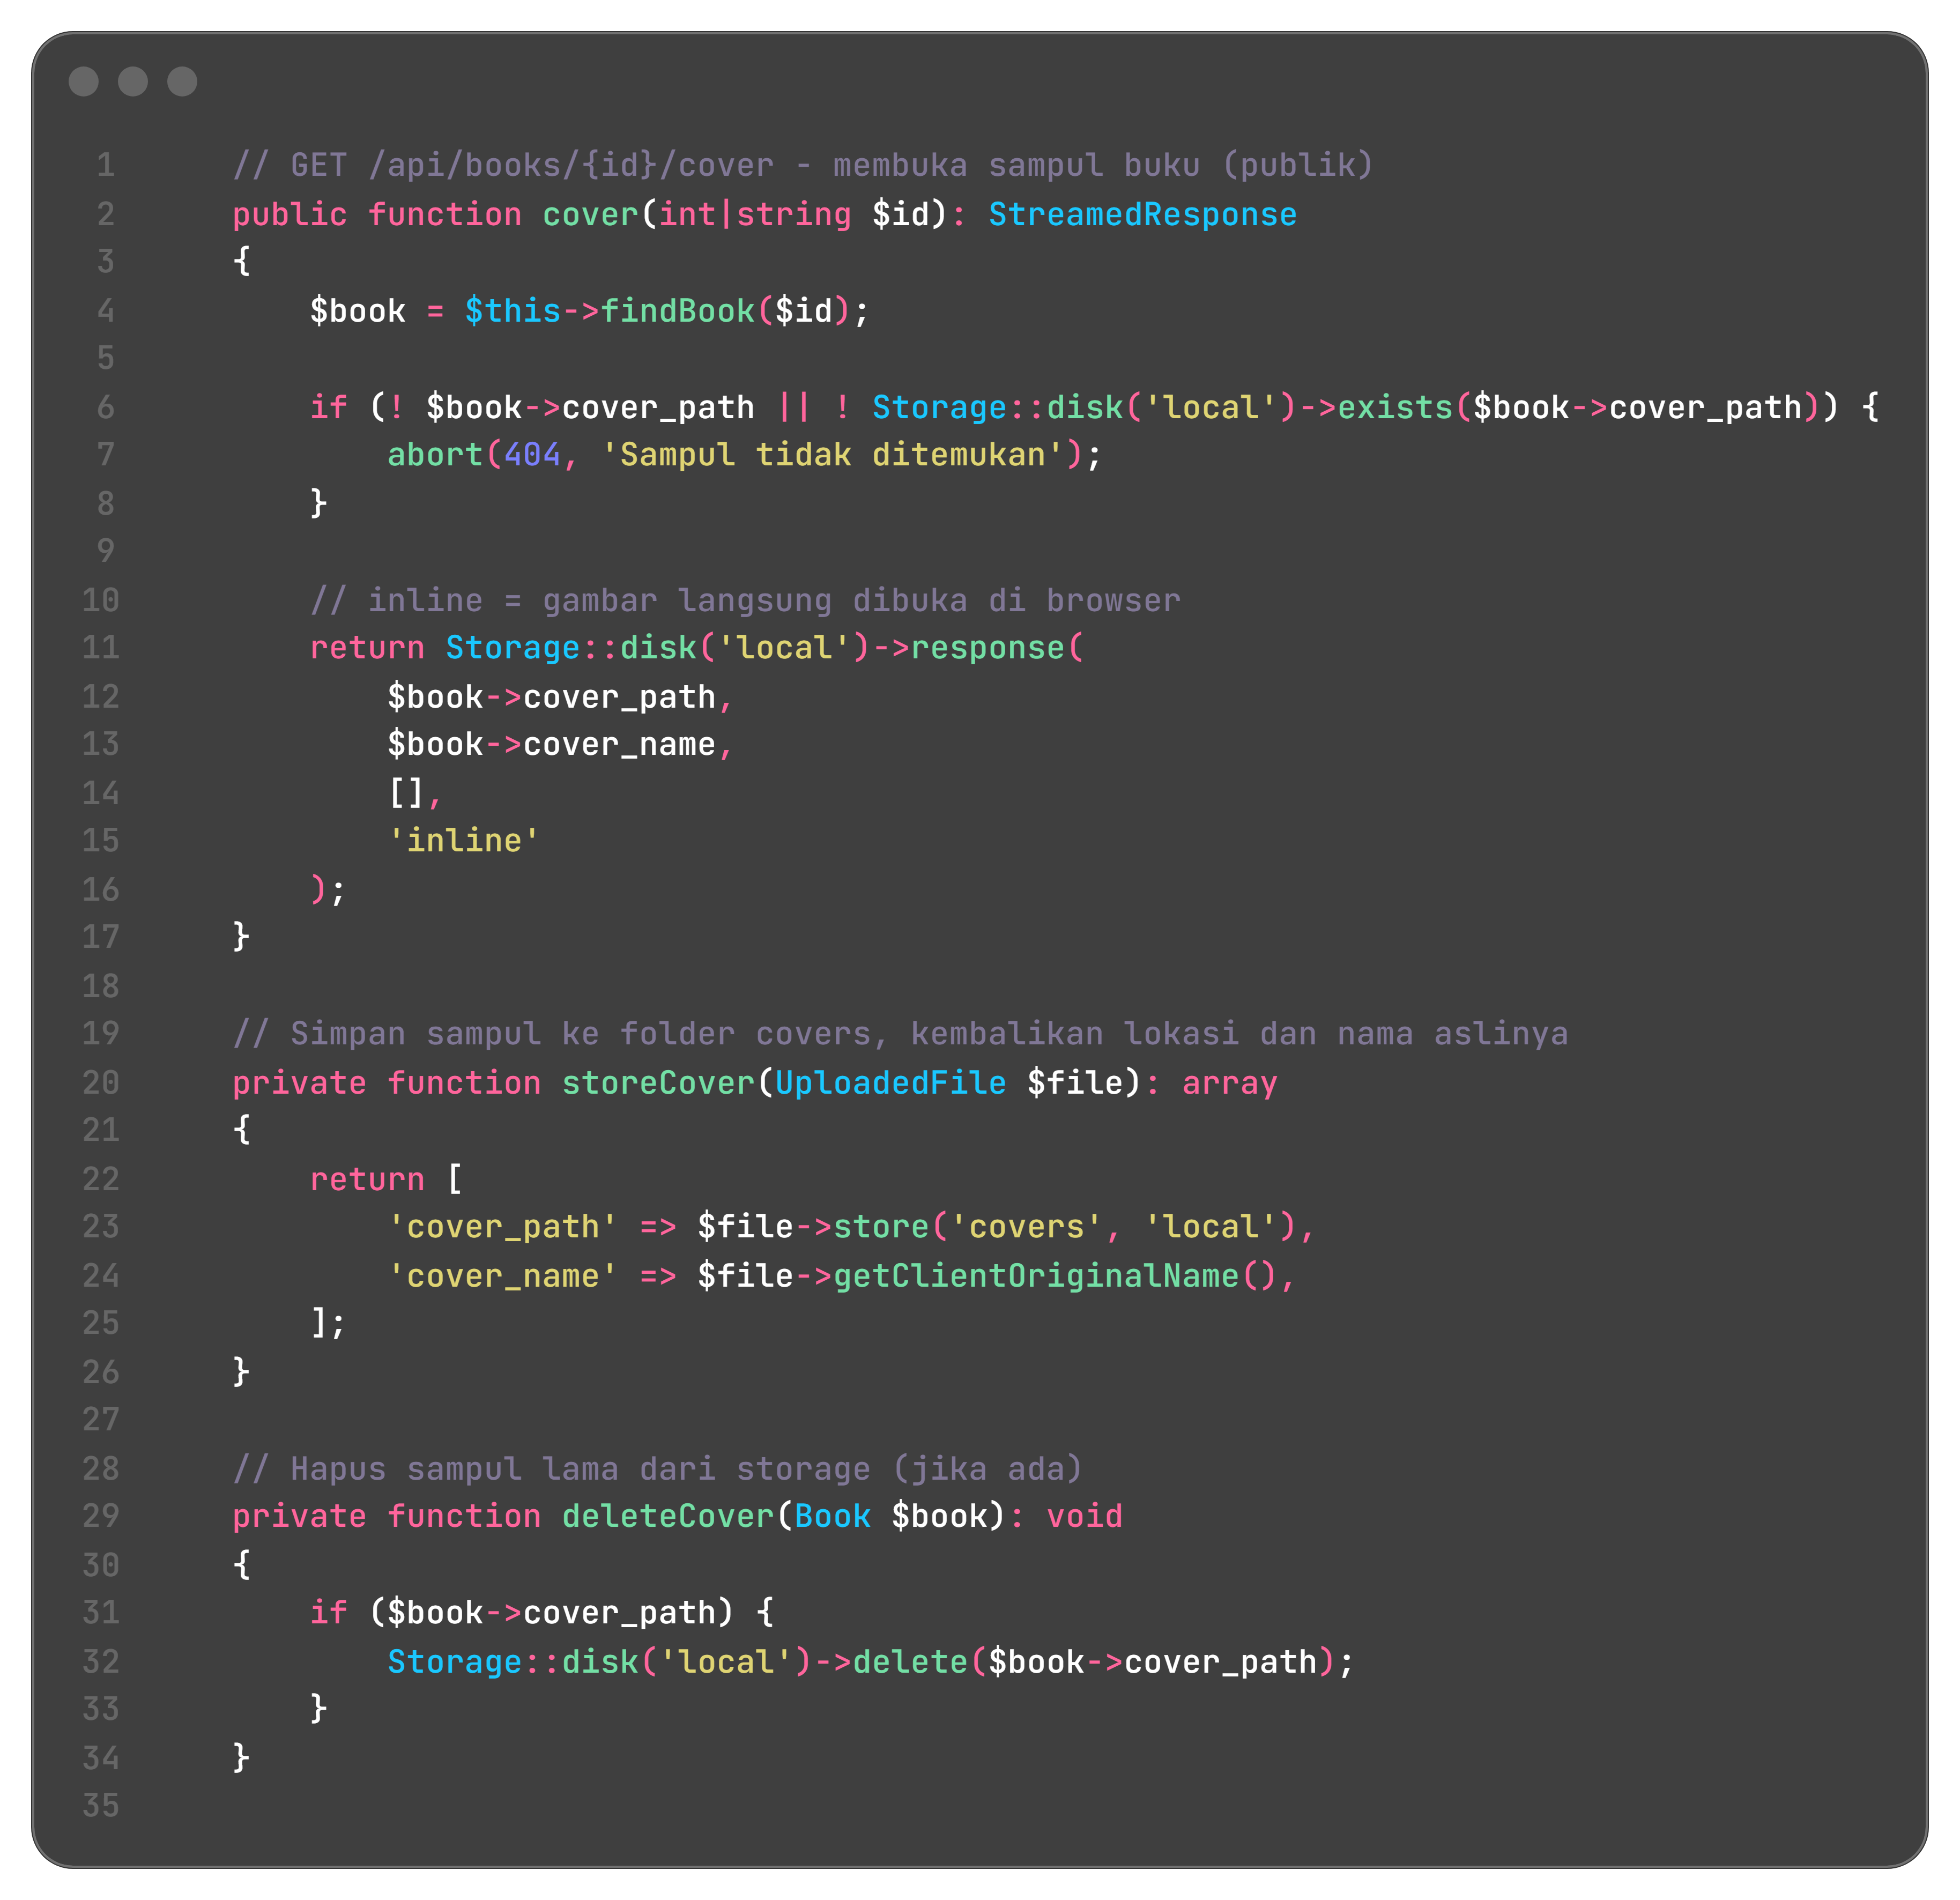 1 // GET /api/books/{id}/cover - membuka sampul buku (publik)
2 public function cover(int|string $id): StreamedResponse
3 {
4     $book = $this->findBook($id);
5
6     if (! $book->cover_path || ! Storage::disk('local')->exists($book->cover_path)) {
7         abort(404, 'Sampul tidak ditemukan');
8     }
9
10     // inline = gambar langsung dibuka di browser
11     return Storage::disk('local')->response(
12         $book->cover_path,
13         $book->cover_name,
14         [],
15         'inline'
16     );
17 }
18
19 // Simpan sampul ke folder covers, kembalikan lokasi dan nama aslinya
20 private function storeCover(UploadedFile $file): array
21 {
22     return [
23         'cover_path' => $file->store('covers', 'local'),
24         'cover_name' => $file->getClientOriginalName(),
25     ];
26 }
27
28 // Hapus sampul lama dari storage (jika ada)
29 private function deleteCover(Book $book): void
30 {
31     if ($book->cover_path) {
32         Storage::disk('local')->delete($book->cover_path);
33     }
34 }
35